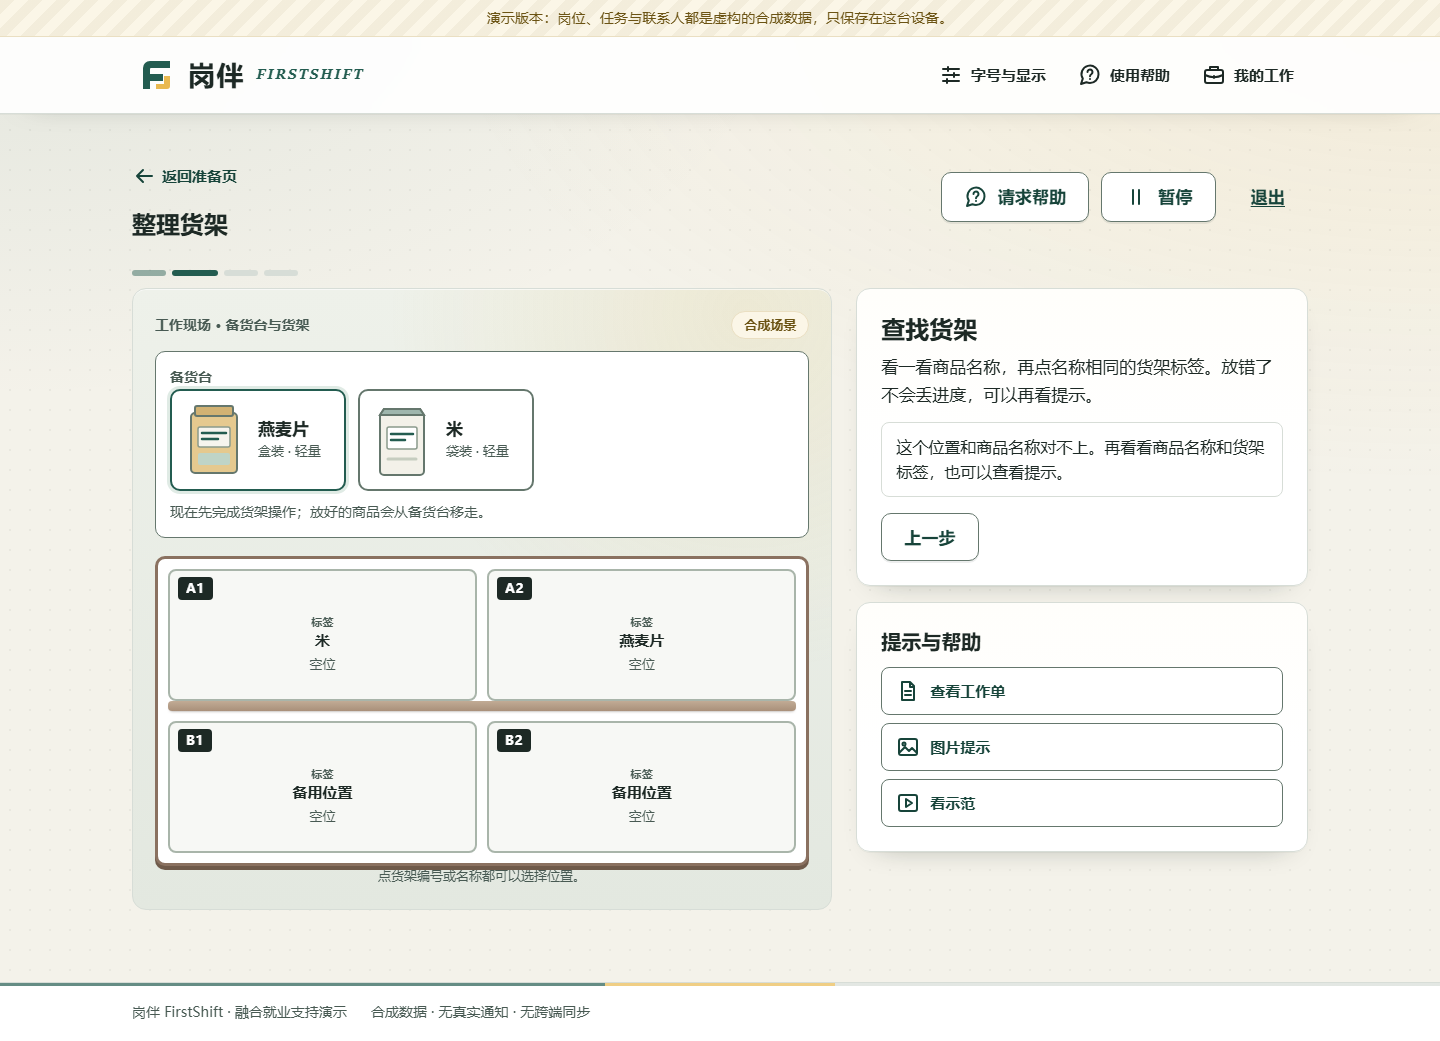 演示版本：岗位、任务与联系人都是虚构的合成数据，只保存在这台设备。
岗伴 FIRSTSHIFT
字号与显示
使用帮助
我的工作
返回准备页
请求帮助
暂停
退出
整理货架
工作现场 • 备货台与货架
合成场景
备货台
燕麦片
盒装 · 轻量
米
袋装 · 轻量
现在先完成货架操作；放好的商品会从备货台移走。
A1
标签
米
空位
A2
标签
燕麦片
空位
B1
标签
备用位置
空位
B2
标签
备用位置
空位
点货架编号或名称都可以选择位置。
查找货架
看一看商品名称，再点名称相同的货架标签。放错了
不会丢进度，可以再看提示。
这个位置和商品名称对不上。再看看商品名称和货架
标签，也可以查看提示。
上一步
提示与帮助
查看工作单
图片提示
看示范
岗伴 FirstShift · 融合就业支持演示
合成数据 · 无真实通知 · 无跨端同步